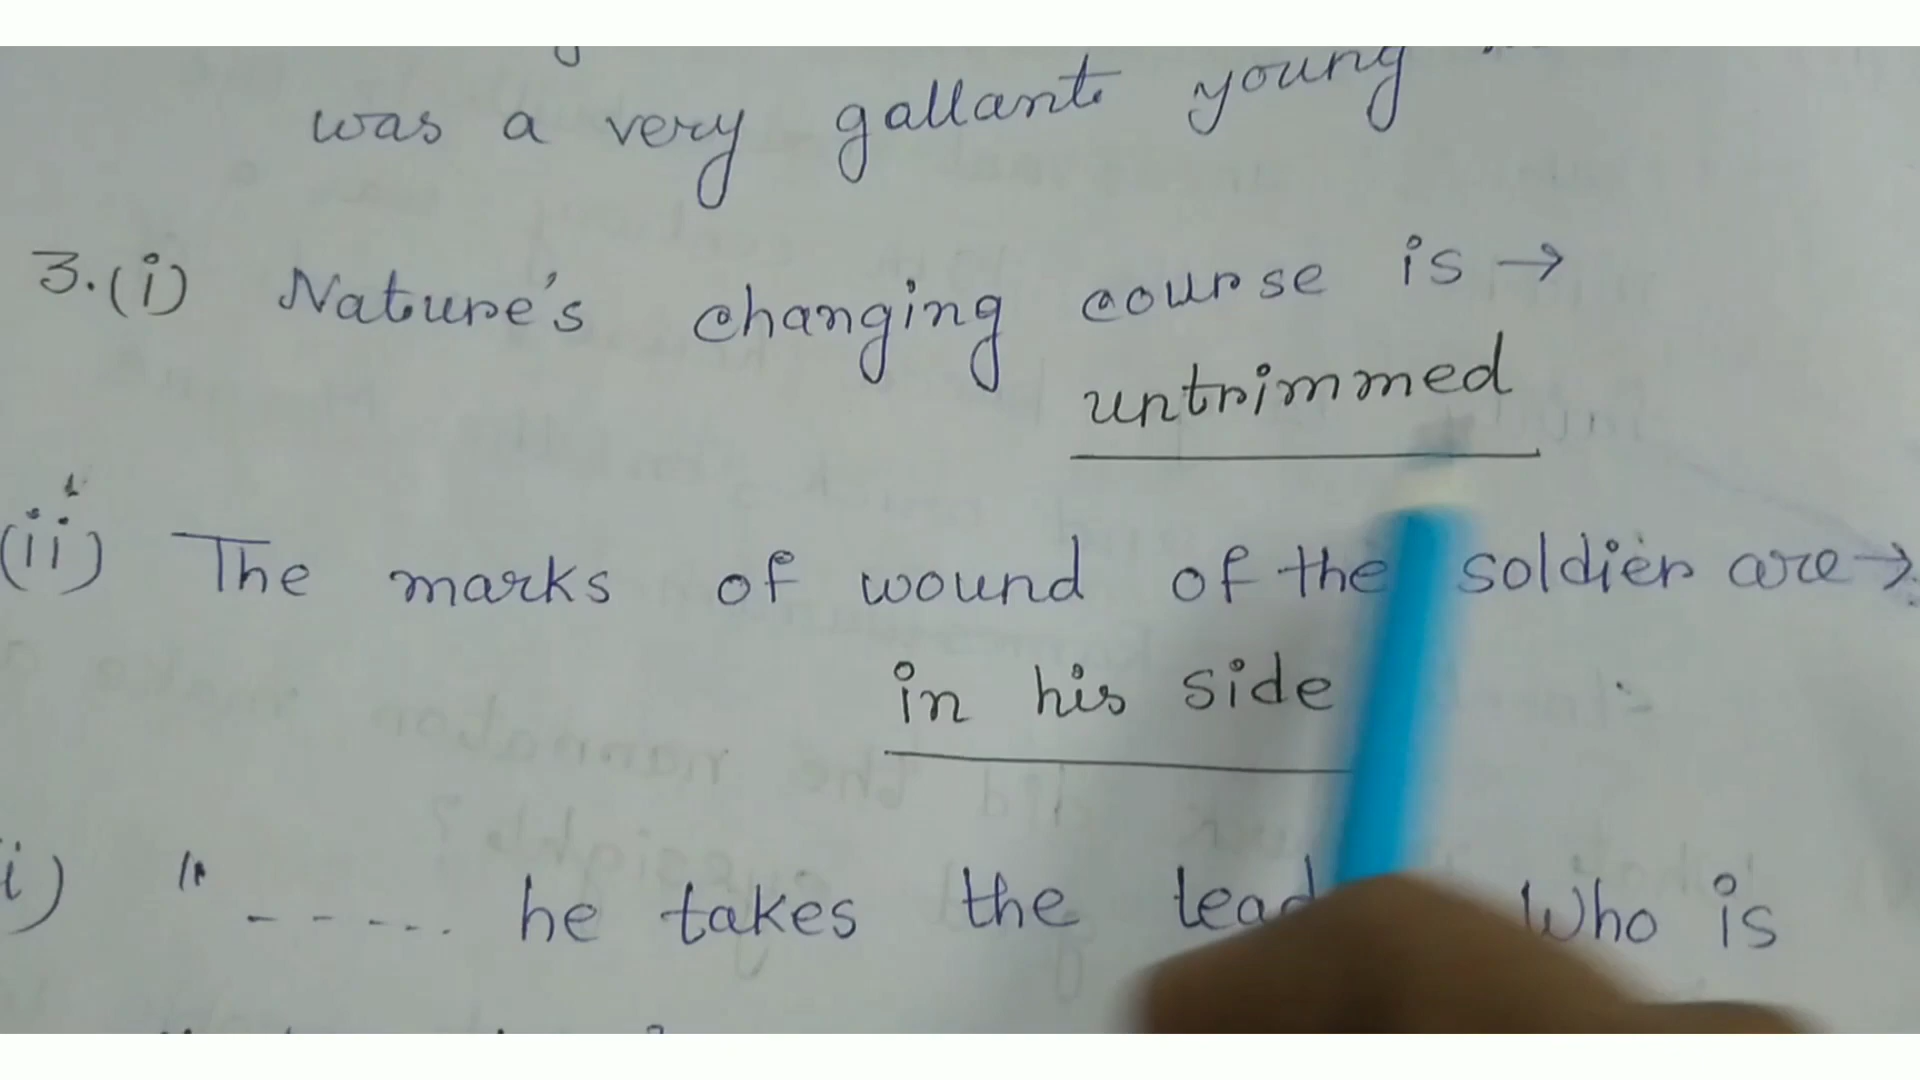 was a very gallant young
3.(i) Nature's changing course is →
untrimmed
(ii) The marks of wound of the soldier are →
in his side
i) " - - - - .. he takes the lead Who is